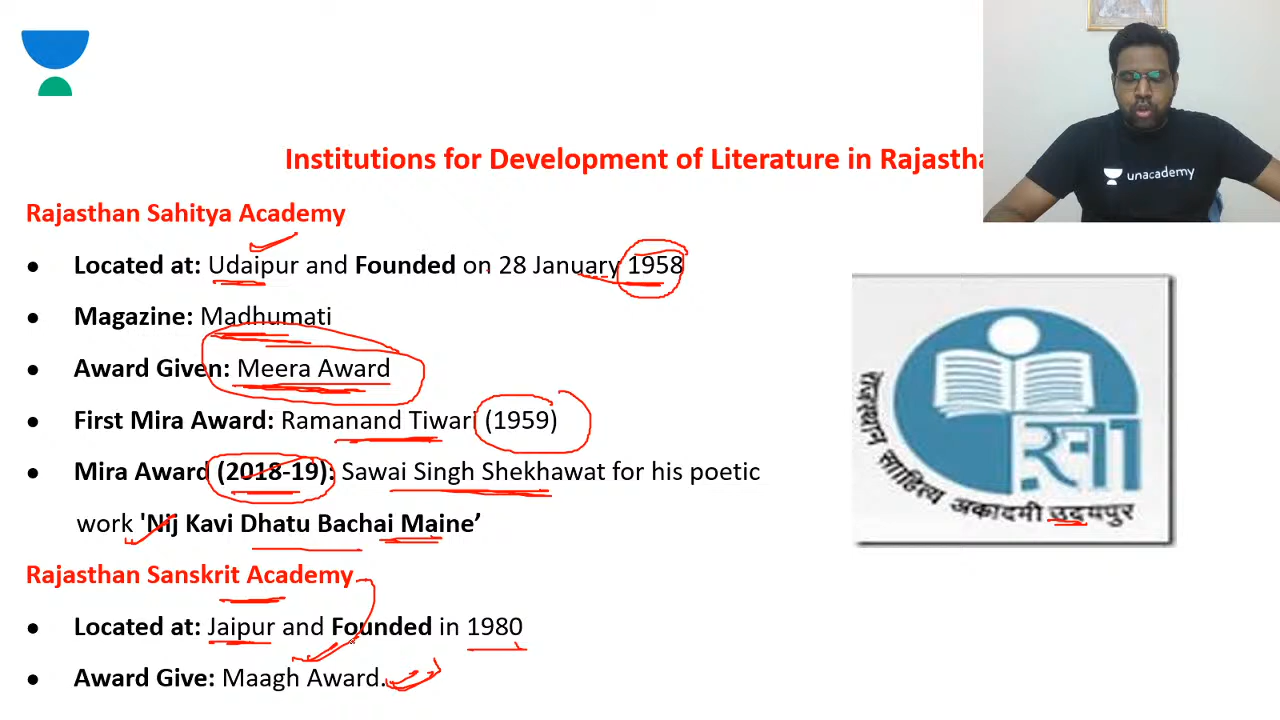 Institutions for Development of Literature in Rajastha
unacademy
Rajasthan Sahitya Academy
● Located at: Udaipur and Founded on 28 January 1958
● Magazine: Madhumati
● Award Given: Meera Award
● First Mira Award: Ramanand Tiwari (1959)
● Mira Award (2018-19): Sawai Singh Shekhawat for his poetic
work 'Nij Kavi Dhatu Bachai Maine’
Rajasthan Sanskrit Academy
● Located at: Jaipur and Founded in 1980
● Award Give: Maagh Award.
राजस्थान साहित्य अकादमी उदयपुर